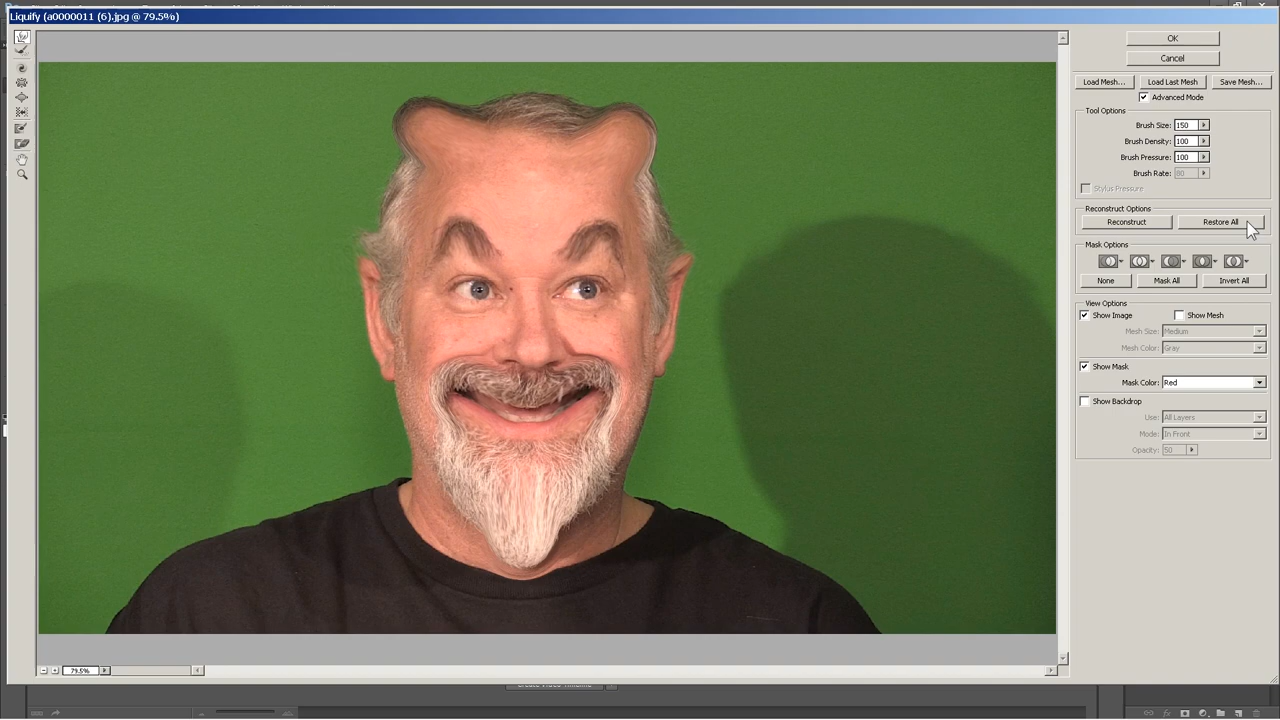 Liquify (a0000011 (6).jpg @ 79.5%)
OK
Cancel
Load Mesh...
Load Last Mesh
Save Mesh...
Advanced Mode
Tool Options
Brush Size: 150
Brush Density: 100
Brush Pressure: 100
Brush Rate: 80
Stylus Pressure
Reconstruct Options
Reconstruct
Restore All
Mask Options
None
Mask All
Invert All
View Options
Show Image
Show Mesh
Mesh Size: Medium
Mesh Color: Gray
Show Mask
Mask Color: Red
Show Backdrop
Use: All Layers
Mode: In Front
Opacity: 50
79.5%
Create Video Timeline